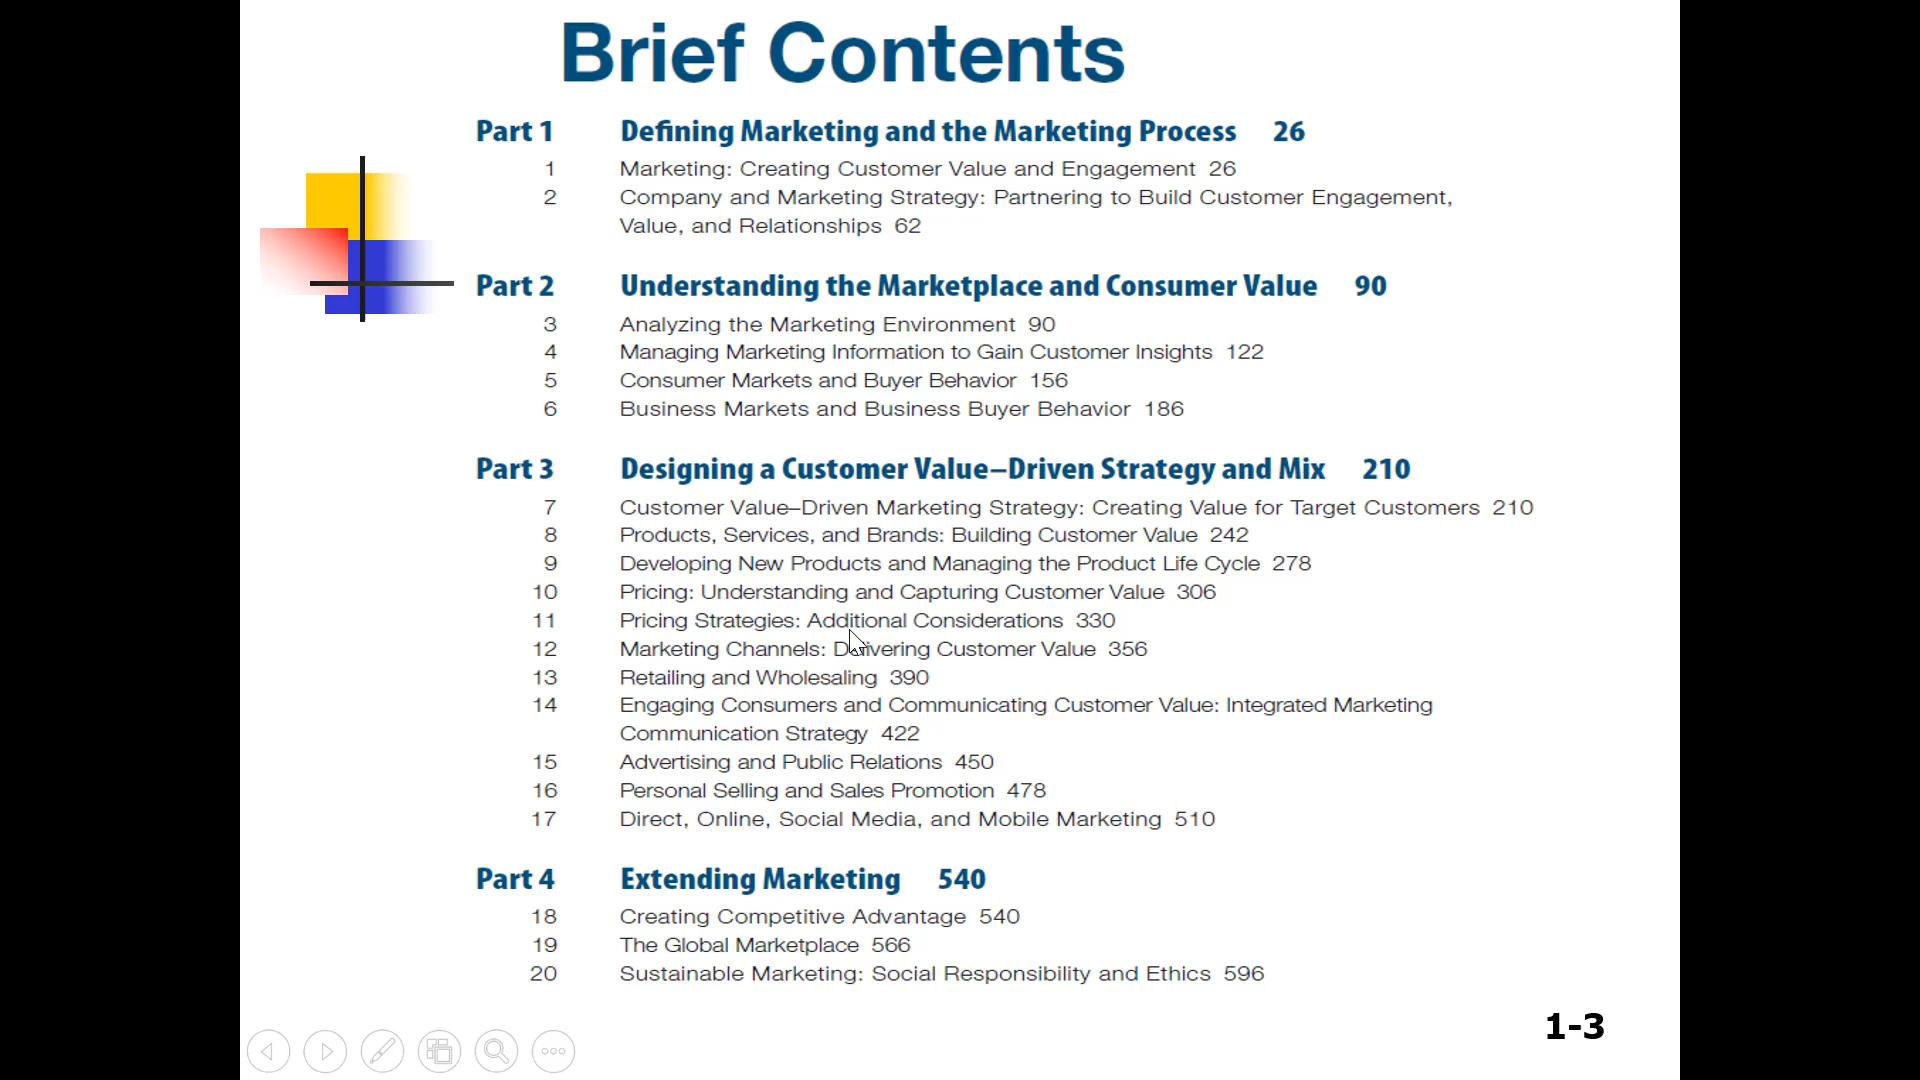 Brief Contents
Part 1 Defining Marketing and the Marketing Process 26
1 Marketing: Creating Customer Value and Engagement 26
2 Company and Marketing Strategy: Partnering to Build Customer Engagement,
Value, and Relationships 62
Part 2 Understanding the Marketplace and Consumer Value 90
3 Analyzing the Marketing Environment 90
4 Managing Marketing Information to Gain Customer Insights 122
5 Consumer Markets and Buyer Behavior 156
6 Business Markets and Business Buyer Behavior 186
Part 3 Designing a Customer Value–Driven Strategy and Mix 210
7 Customer Value–Driven Marketing Strategy: Creating Value for Target Customers 210
8 Products, Services, and Brands: Building Customer Value 242
9 Developing New Products and Managing the Product Life Cycle 278
10 Pricing: Understanding and Capturing Customer Value 306
11 Pricing Strategies: Additional Considerations 330
12 Marketing Channels: Delivering Customer Value 356
13 Retailing and Wholesaling 390
14 Engaging Consumers and Communicating Customer Value: Integrated Marketing
Communication Strategy 422
15 Advertising and Public Relations 450
16 Personal Selling and Sales Promotion 478
17 Direct, Online, Social Media, and Mobile Marketing 510
Part 4 Extending Marketing 540
18 Creating Competitive Advantage 540
19 The Global Marketplace 566
20 Sustainable Marketing: Social Responsibility and Ethics 596
1-3